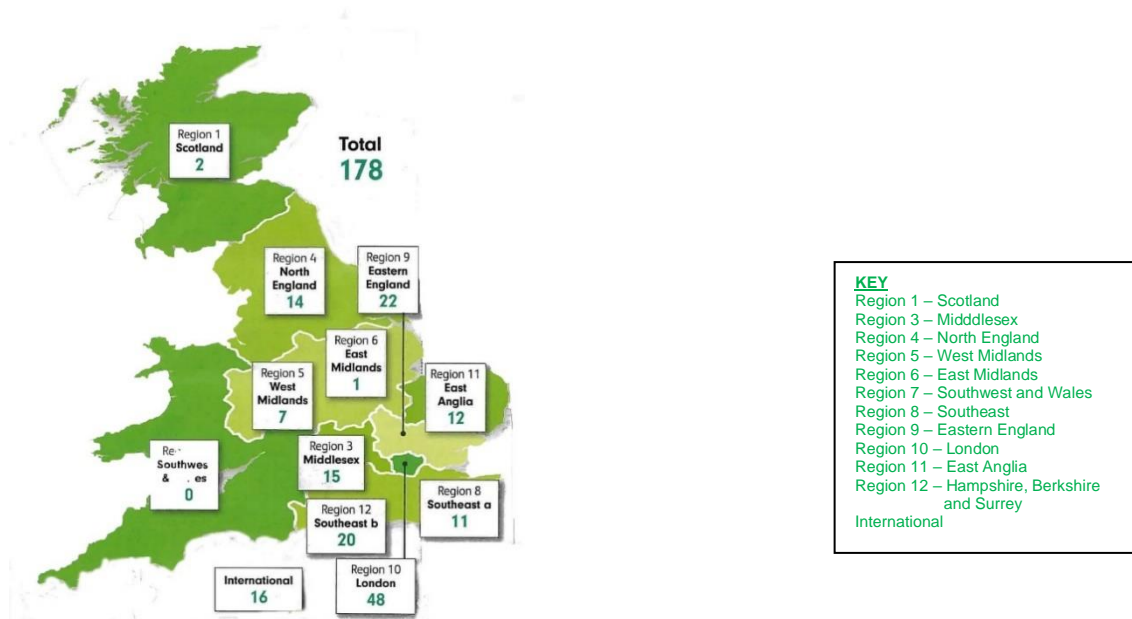 Region 1
Scotland
2
Total
178
Region 4
North
England
14
Region 9
Eastern
England
22
Region 6
East
Midlands
1
Region 5
West
Midlands
7
Region 11
East
Anglia
12
Region 3
Middlesex
15
Southwes
&
0
Region 8
Southeast a
11
Region 12
Southeast b
20
International
16
Region 10
London
48
KEY
Region 1 – Scotland
Region 3 – Midddlesex
Region 4 – North England
Region 5 – West Midlands
Region 6 – East Midlands
Region 7 – Southwest and Wales
Region 8 – Southeast
Region 9 – Eastern England
Region 10 – London
Region 11 – East Anglia
Region 12 – Hampshire, Berkshire
and Surrey
International